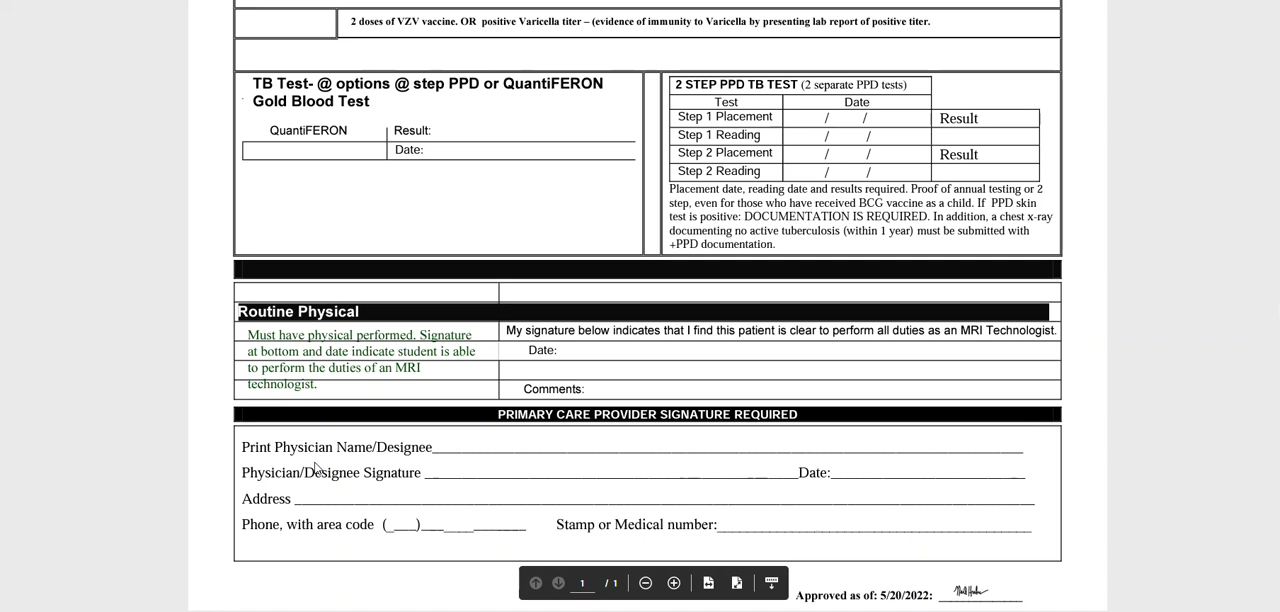 2 doses of VZV vaccine. OR positive Varicella titer – (evidence of immunity to Varicella by presenting lab report of positive titer.
TB Test- @ options @ step PPD or QuantiFERON
Gold Blood Test
QuantiFERON Result:
Date:
2 STEP PPD TB TEST (2 separate PPD tests)
Test Date
Step 1 Placement / / Result
Step 1 Reading / /
Step 2 Placement / / Result
Step 2 Reading / /
Placement date, reading date and results required. Proof of annual testing or 2
step, even for those who have received BCG vaccine as a child. If PPD skin
test is positive: DOCUMENTATION IS REQUIRED. In addition, a chest x-ray
documenting no active tuberculosis (within 1 year) must be submitted with
+PPD documentation.
Routine Physical
Must have physical performed. Signature
at bottom and date indicate student is able
to perform the duties of an MRI
technologist.
My signature below indicates that I find this patient is clear to perform all duties as an MRI Technologist.
Date:
Comments:
PRIMARY CARE PROVIDER SIGNATURE REQUIRED
Print Physician Name/Designee
Physician/Designee Signature Date:
Address
Phone, with area code (___) Stamp or Medical number:
1 / 1
Approved as of: 5/20/2022: